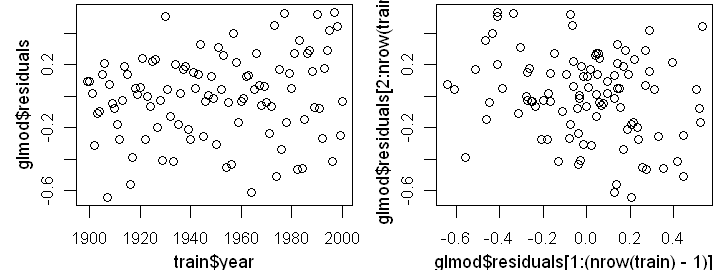 glmod$residuals
0.2
-0.2
-0.6
1900 1920 1940 1960 1980 2000
train$year
glmod$residuals[2:nrow(train
0.2
-0.2
-0.6
-0.6 -0.4 -0.2 0.0 0.2 0.4
glmod$residuals[1:(nrow(train) - 1)]